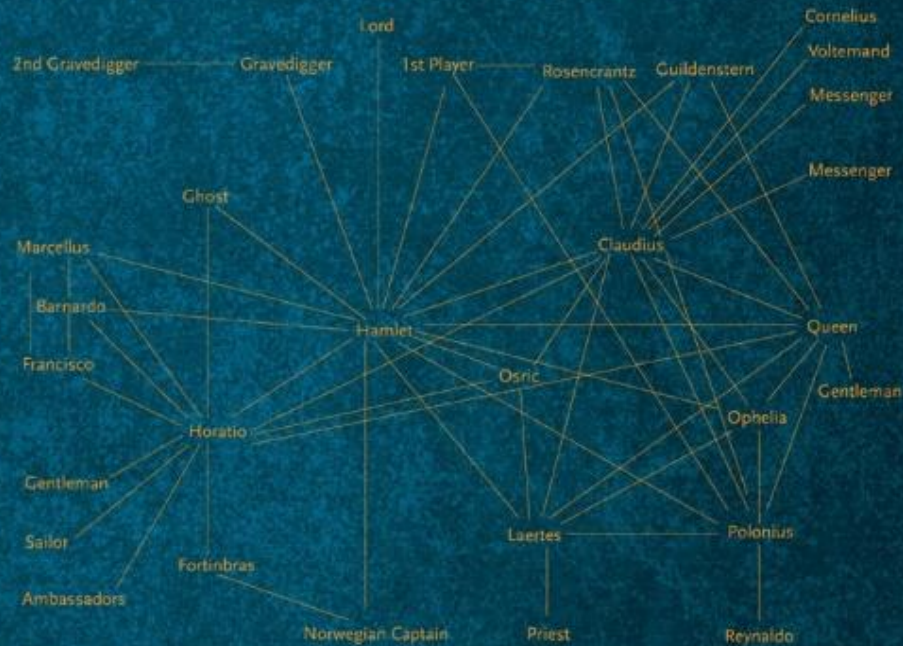 Cornelius
Lord
Voltemand
2nd Gravedigger
Gravedigger
1st Player
Rosencrantz
Guildenstern
Messenger
Messenger
Ghost
Marcellus
Claudius
Barnardo
Hamlet
Queen
Francisco
Osric
Gentleman
Ophelia
Horatio
Gentleman
Laertes
Polonius
Sailor
Fortinbras
Ambassadors
Norwegian Captain
Priest
Reynaldo